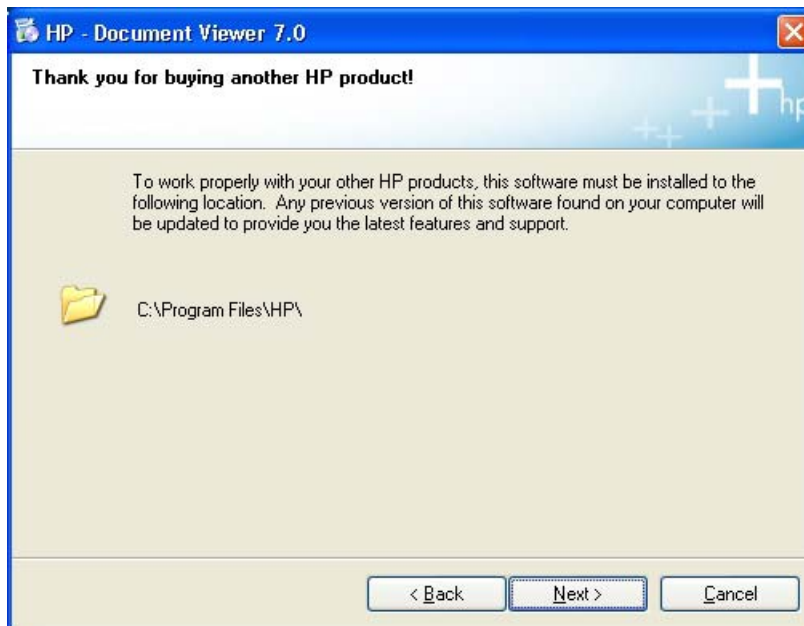 HP - Document Viewer 7.0
Thank you for buying another HP product!
hp
To work properly with your other HP products, this software must be installed to the
following location.  Any previous version of this software found on your computer will
be updated to provide you the latest features and support.
C:\Program Files\HP\
< Back
Next >
Cancel